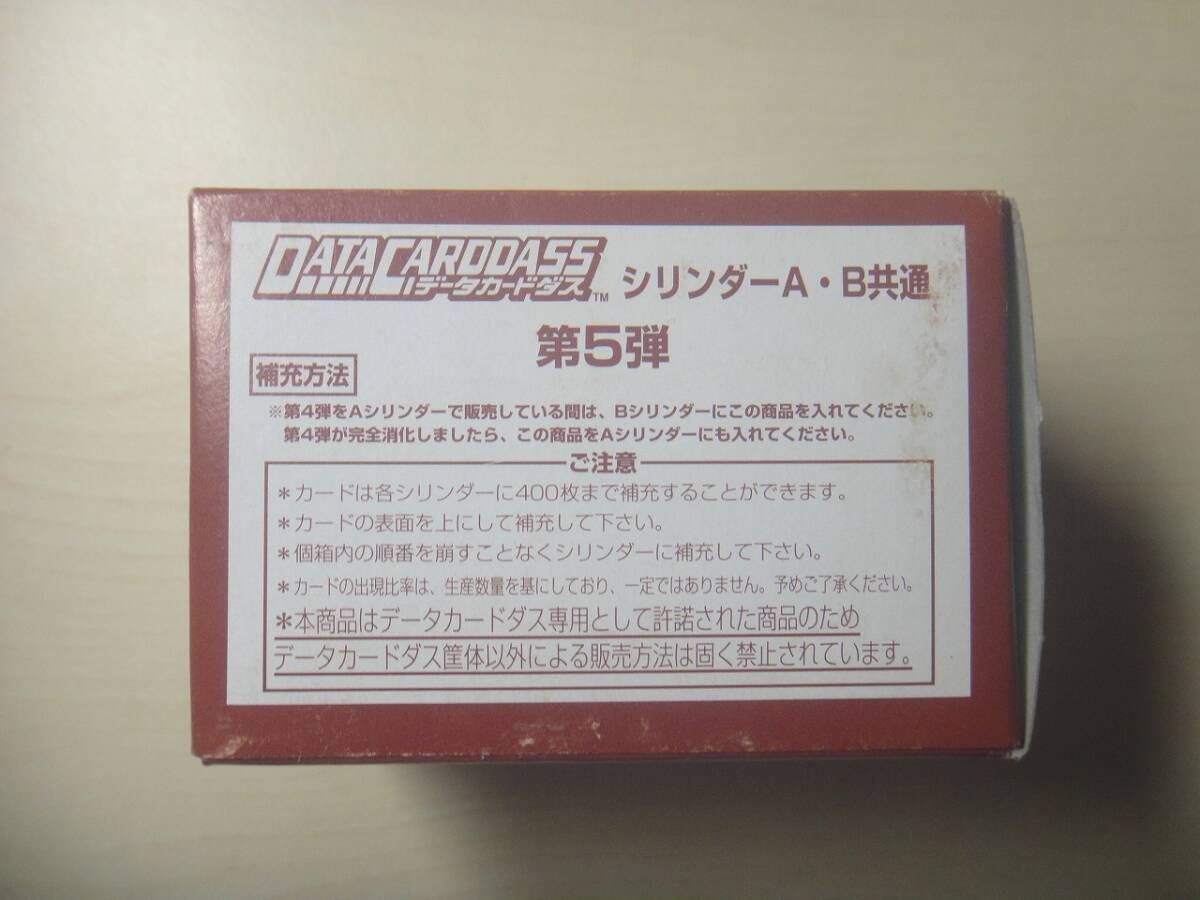 DATA CARDDASS
データカードダス™ シリンダーA・B共通
第5弾
補充方法
※第4弾をAシリンダーで販売している間は、Bシリンダーにこの商品を入れてください。
第4弾が完全消化しましたら、この商品をAシリンダーにも入れてください。
ご注意
＊カードは各シリンダーに400枚まで補充することができます。
＊カードの表面を上にして補充して下さい。
＊個箱内の順番を崩すことなくシリンダーに補充して下さい。
＊カードの出現比率は、生産数量を基にしており、一定ではありません。予めご了承ください。
＊本商品はデータカードダス専用として許諾された商品のため
データカードダス筐体以外による販売方法は固く禁止されています。